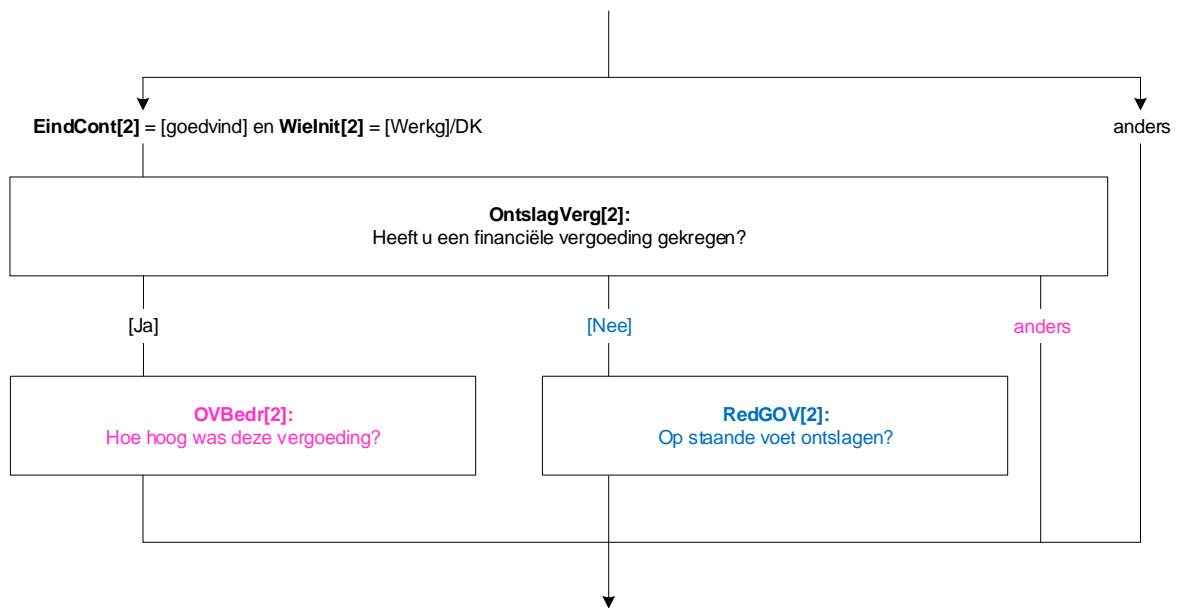 EindCont[2] = [goedvind] en WieInit[2] = [Werkg]/DK
anders
OntslagVerg[2]:
Heeft u een financiële vergoeding gekregen?
[Ja]
[Nee]
anders
OVBedr[2]:
Hoe hoog was deze vergoeding?
RedGOV[2]:
Op staande voet ontslagen?